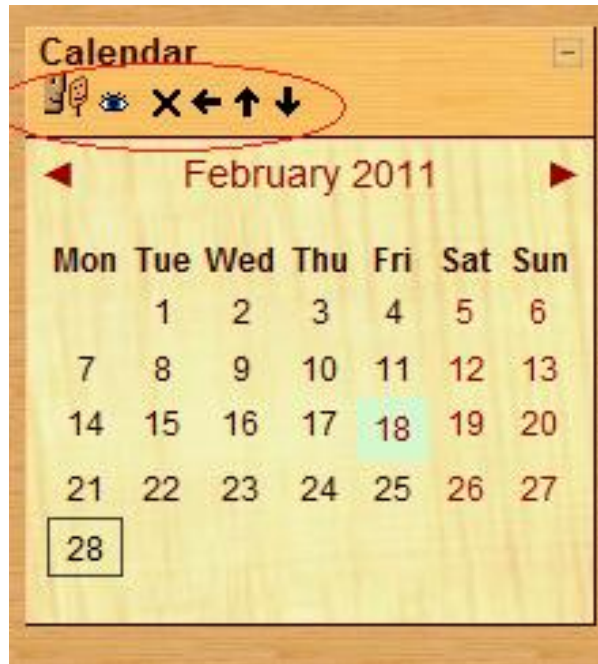 Calendar
February 2011
Mon Tue Wed Thu Fri Sat Sun
1 2 3 4 5 6
7 8 9 10 11 12 13
14 15 16 17 18 19 20
21 22 23 24 25 26 27
28